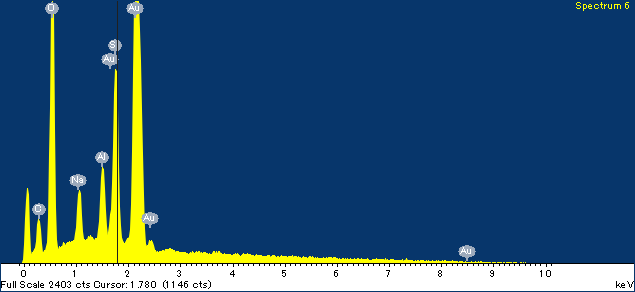 Spectrum 6
O Au
Si
Au
Al
Na
C
Au
Au
0 1 2 3 4 5 6 7 8 9 10
Full Scale 2403 cts Cursor: 1.780 (1146 cts) keV